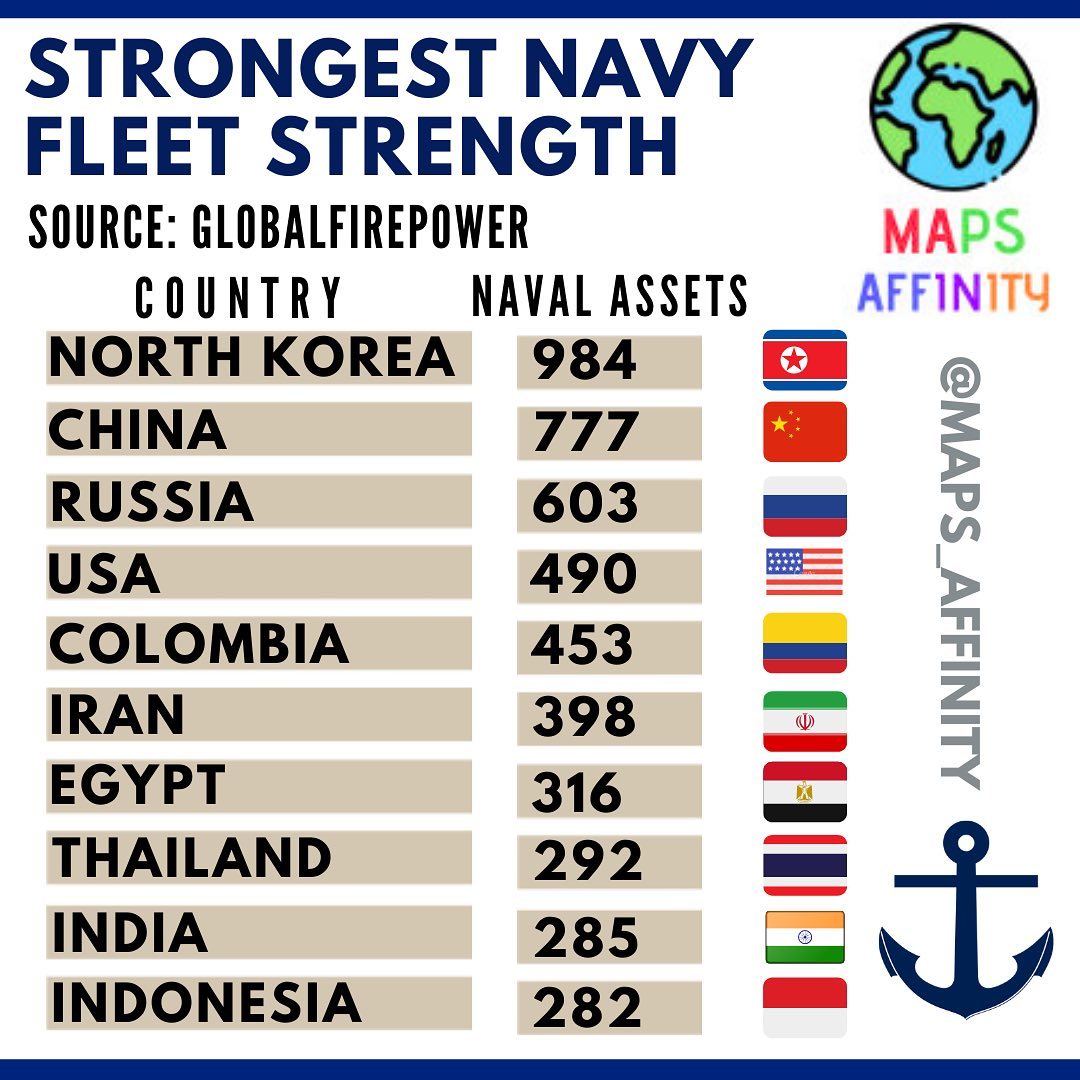 STRONGEST NAVY
FLEET STRENGTH
SOURCE: GLOBALFIREPOWER
MAPS
AFFINITY
COUNTRY NAVAL ASSETS
NORTH KOREA 984
CHINA 777
RUSSIA 603
USA 490
COLOMBIA 453
IRAN 398
EGYPT 316
THAILAND 292
INDIA 285
INDONESIA 282
@MAPS_AFFINITY